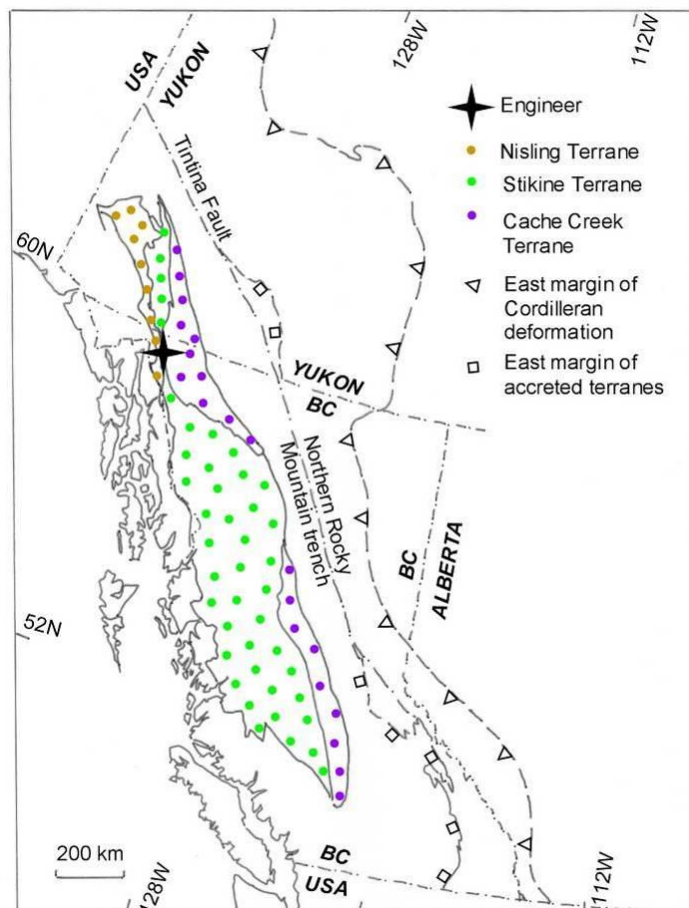 128W
112W
USA
YUKON
Engineer
Tintina Fault
Nisling Terrane
Stikine Terrane
Cache Creek
Terrane
60N
East margin of
Cordilleran
deformation
East margin of
accreted terranes
YUKON
BC
Northern Rocky
Mountain trench
BC
ALBERTA
52N
200 km
BC
USA
128W
112W